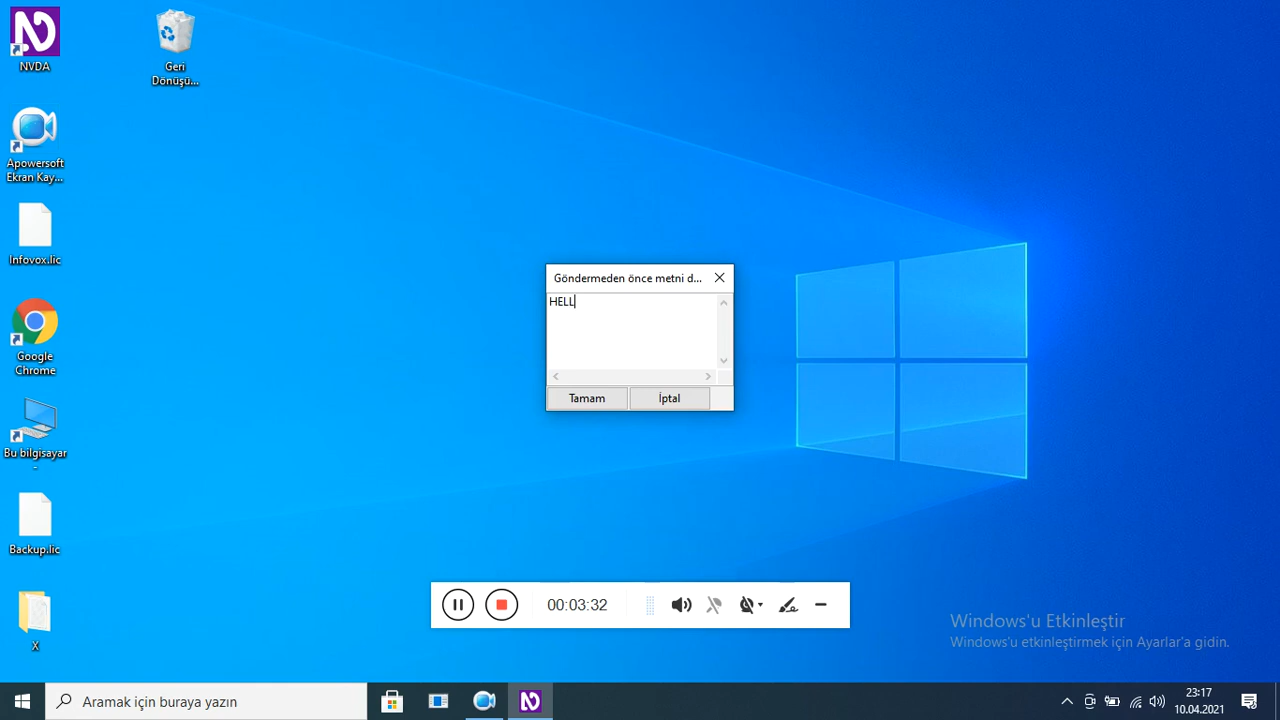 NVDA
Geri
Dönüşü...
Apowersoft
Ekran Kay...
Infovox.lic
Google
Chrome
Bu bilgisayar
-
Backup.lic
X
Göndermeden önce metni d...
HELL
Tamam
İptal
00:03:32
Windows'u Etkinleştir
Windows'u etkinleştirmek için Ayarlar'a gidin.
Aramak için buraya yazın
23:17
10.04.2021